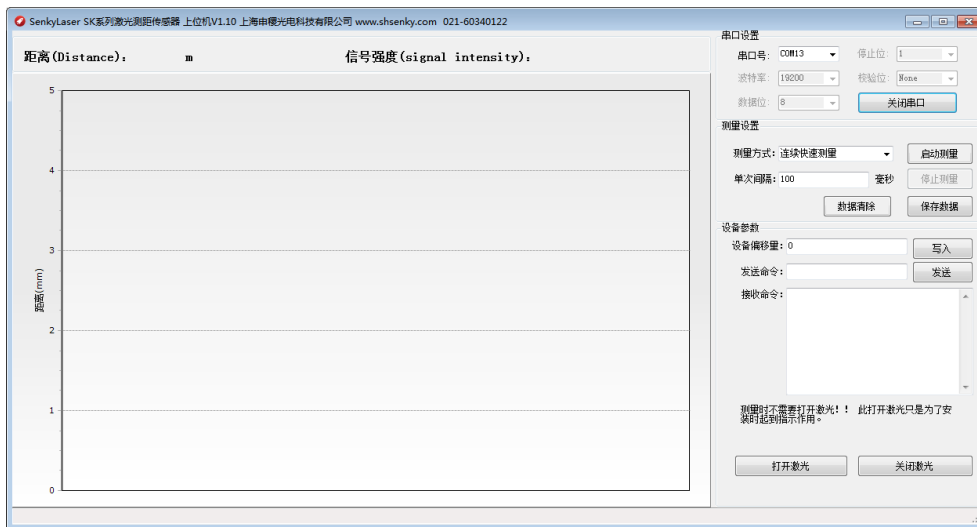 SenkyLaser SK系列激光测距传感器 上位机V1.10 上海申稷光电科技有限公司 www.shsenky.com 021-60340122
距离(Distance): m 信号强度(signal intensity):
5
4
3
2
1
0
距离(mm)
串口设置
串口号: COM13 停止位: 1
波特率: 19200 校验位: None
数据位: 8 关闭串口
测量设置
测量方式: 连续快速测量 启动测量
单次间隔: 100 毫秒 停止测量
数据清除 保存数据
设备参数
设备偏移量: 0 写入
发送命令: 发送
接收命令:
测量时不需要打开激光!! 此打开激光只是为了安
装时起到指示作用。
打开激光 关闭激光